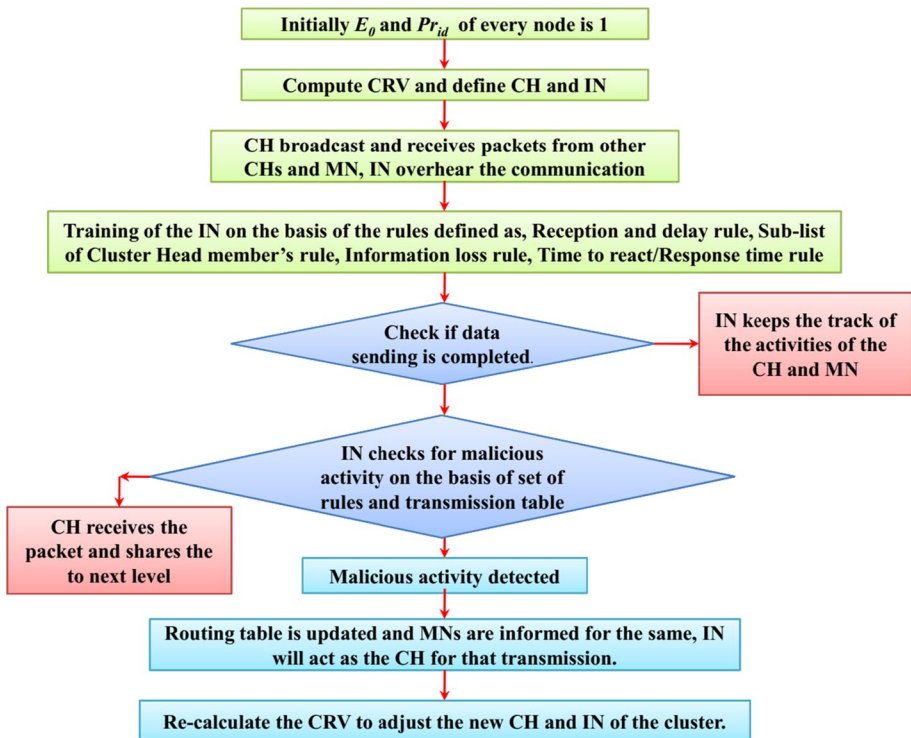 Initially E₀ and Prᵢd of every node is 1
Compute CRV and define CH and IN
CH broadcast and receives packets from other
CHs and MN, IN overhear the communication
Training of the IN on the basis of the rules defined as, Reception and delay rule, Sub-list
of Cluster Head member's rule, Information loss rule, Time to react/Response time rule
Check if data
sending is completed.
IN keeps the track of
the activities of the
CH and MN
IN checks for malicious
activity on the basis of set of
rules and transmission table
CH receives the
packet and shares the
to next level
Malicious activity detected
Routing table is updated and MNs are informed for the same, IN
will act as the CH for that transmission.
Re-calculate the CRV to adjust the new CH and IN of the cluster.